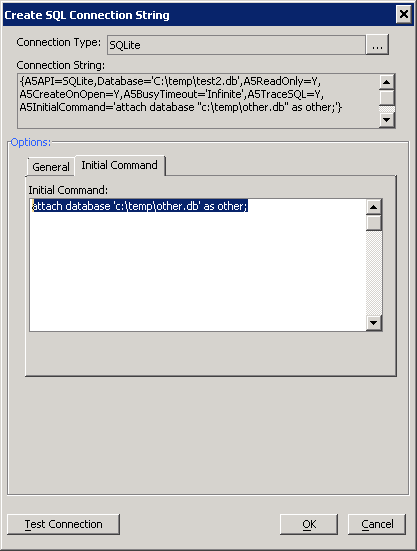 Create SQL Connection String
Connection Type: SQLite ...
Connection String:
{A5API=SQLite,Database='C:\temp\test2.db',A5ReadOnly=Y,
A5CreateOnOpen=Y,A5BusyTimeout='Infinite',A5TraceSQL=Y,
A5InitialCommand='attach database "c:\temp\other.db" as other;'}
Options:
General Initial Command
Initial Command:
attach database 'c:\temp\other.db' as other;
Test Connection OK Cancel